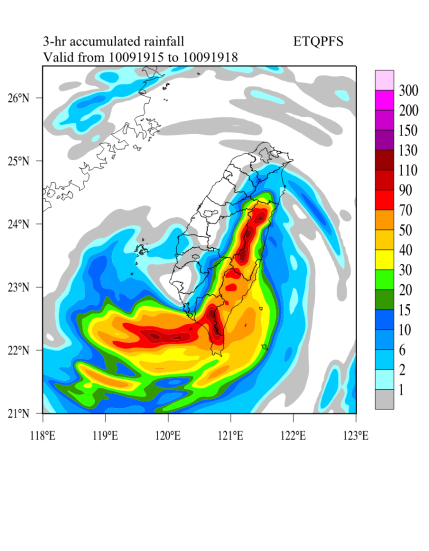 3-hr accumulated rainfall ETQPFS
Valid from 10091915 to 10091918
26°N
25°N
24°N
23°N
22°N
21°N
118°E 119°E 120°E 121°E 122°E 123°E
300
200
150
130
110
90
70
50
40
30
20
15
10
6
2
1